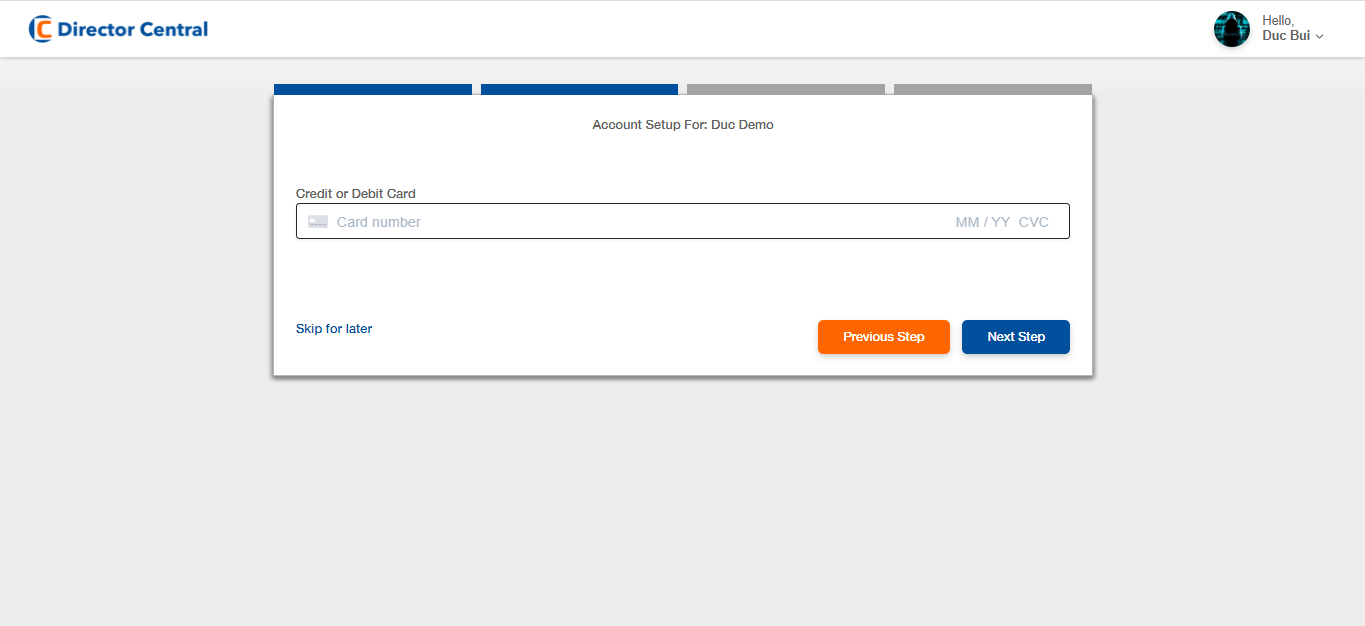 Director Central
Hello,
Duc Bui
Account Setup For: Duc Demo
Credit or Debit Card
Card number MM / YY CVC
Skip for later
Previous Step
Next Step